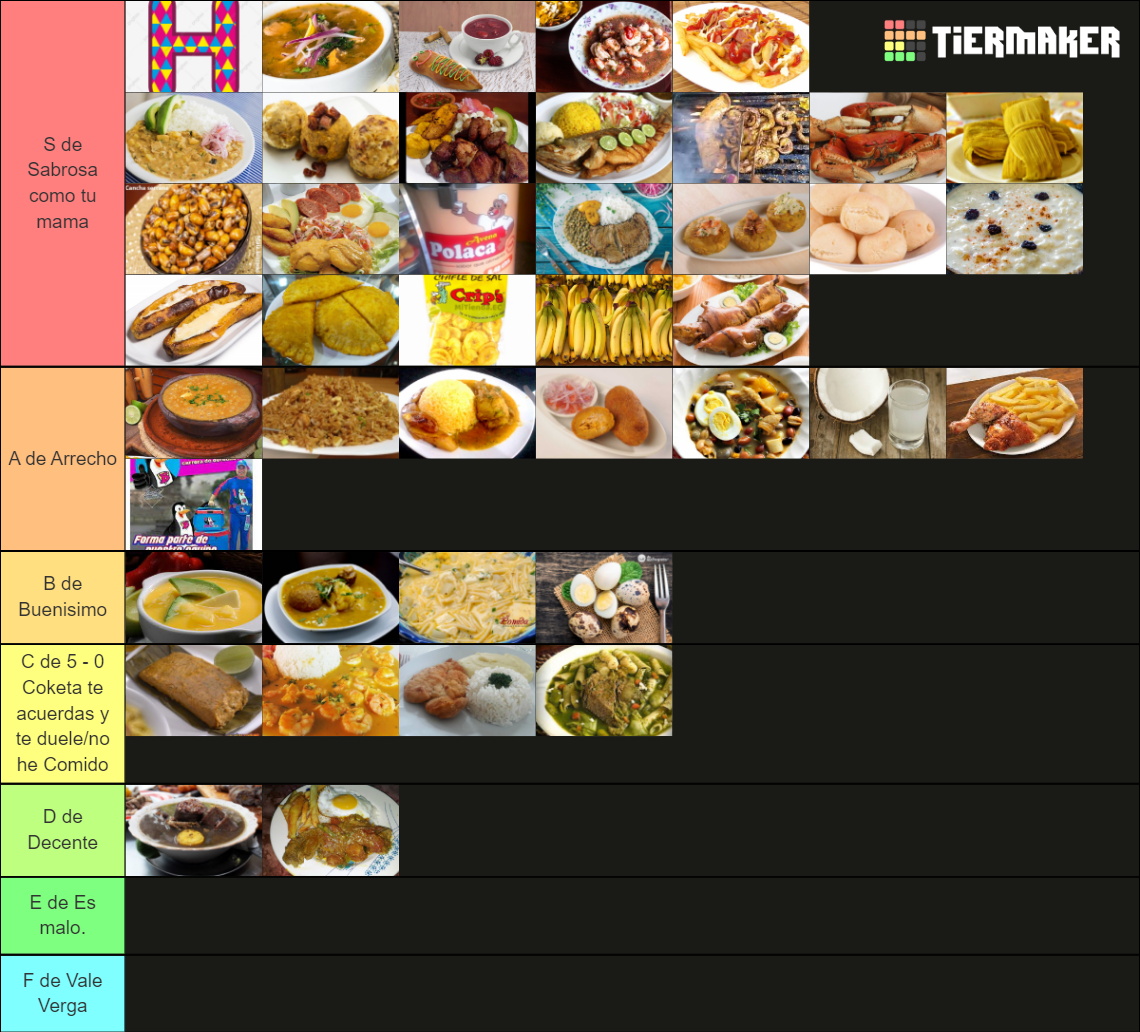 H
TiERMAKER
S de
Sabrosa
como tu
mama
Cancha
Avena
Polaca
CHIFLE DE SAL
Crip's
A de Arrecho
Forma parte de
nuestro equipo
B de
Buenisimo
C de 5 - 0
Coketa te
acuerdas y
te duele/no
he Comido
D de
Decente
E de Es
malo.
F de Vale
Verga